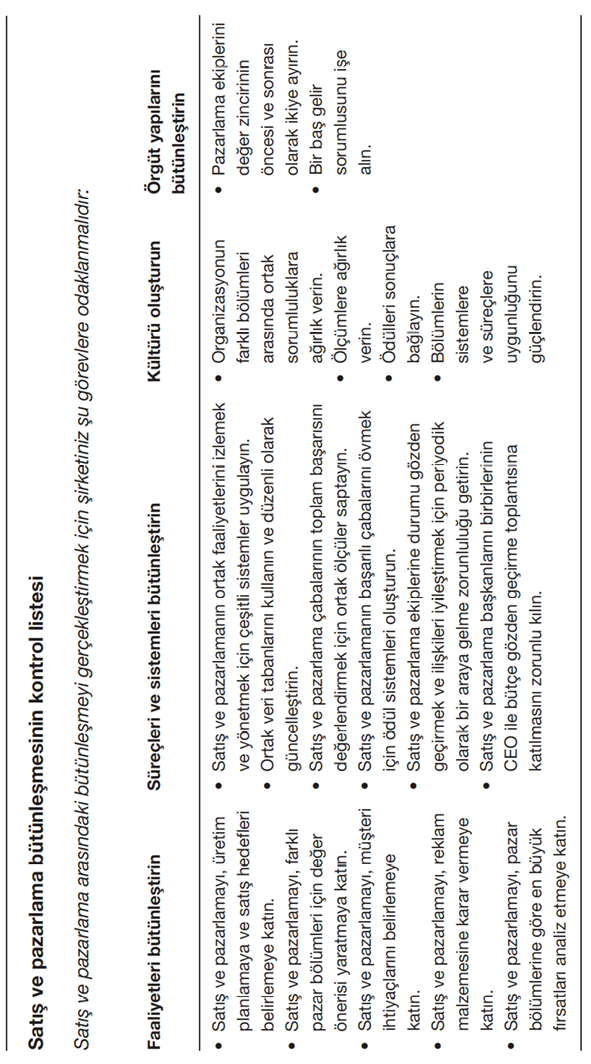 Satış ve pazarlama bütünleşmesinin kontrol listesi
Satış ve pazarlama arasındaki bütünleşmeyi gerçekleştirmek için şirketiniz şu görevlere odaklanmalıdır:
Faaliyetleri bütünleştirin
• Satış ve pazarlamayı, üretim
planlamaya ve satış hedefleri
belirlemeye katın.
• Satış ve pazarlamayı, farklı
pazar bölümleri için değer
önerisi yaratmaya katın.
• Satış ve pazarlamayı, müşteri
ihtiyaçlarını belirlemeye
katın.
• Satış ve pazarlamayı, reklam
malzemesine karar vermeye
katın.
• Satış ve pazarlamayı, pazar
bölümlerine göre en büyük
fırsatları analiz etmeye katın.
Süreçleri ve sistemleri bütünleştirin
• Satış ve pazarlamanın ortak faaliyetlerini izlemek
ve yönetmek için çeşitli sistemler uygulayın.
• Ortak veri tabanlarını kullanın ve düzenli olarak
güncelleştirin.
• Satış ve pazarlama çabalarının toplam başarısını
değerlendirmek için ortak ölçüler saptayın.
• Satış ve pazarlamanın başarılı çabalarını övmek
için ödül sistemleri oluşturun.
• Satış ve pazarlama ekiplerine durumu gözden
geçirmek ve ilişkileri iyileştirmek için periyodik
olarak bir araya gelme zorunluluğu getirin.
• Satış ve pazarlama başkanlarını birbirlerinin
CEO ile bütçe gözden geçirme toplantısına
katılmasını zorunlu kılın.
Kültürü oluşturun
• Organizasyonun
farklı bölümleri
arasında ortak
sorumluluklara
ağırlık verin.
• Ölçümlere ağırlık
verin.
• Ödülleri sonuçlara
bağlayın.
• Bölümlerin
sistemlere
ve süreçlere
uygunluğunu
güçlendirin.
Örgüt yapılarını
bütünleştirin
• Pazarlama ekiplerini
değer zincirinin
öncesi ve sonrası
olarak ikiye ayırın.
• Bir baş gelir
sorumlusunu işe
alın.